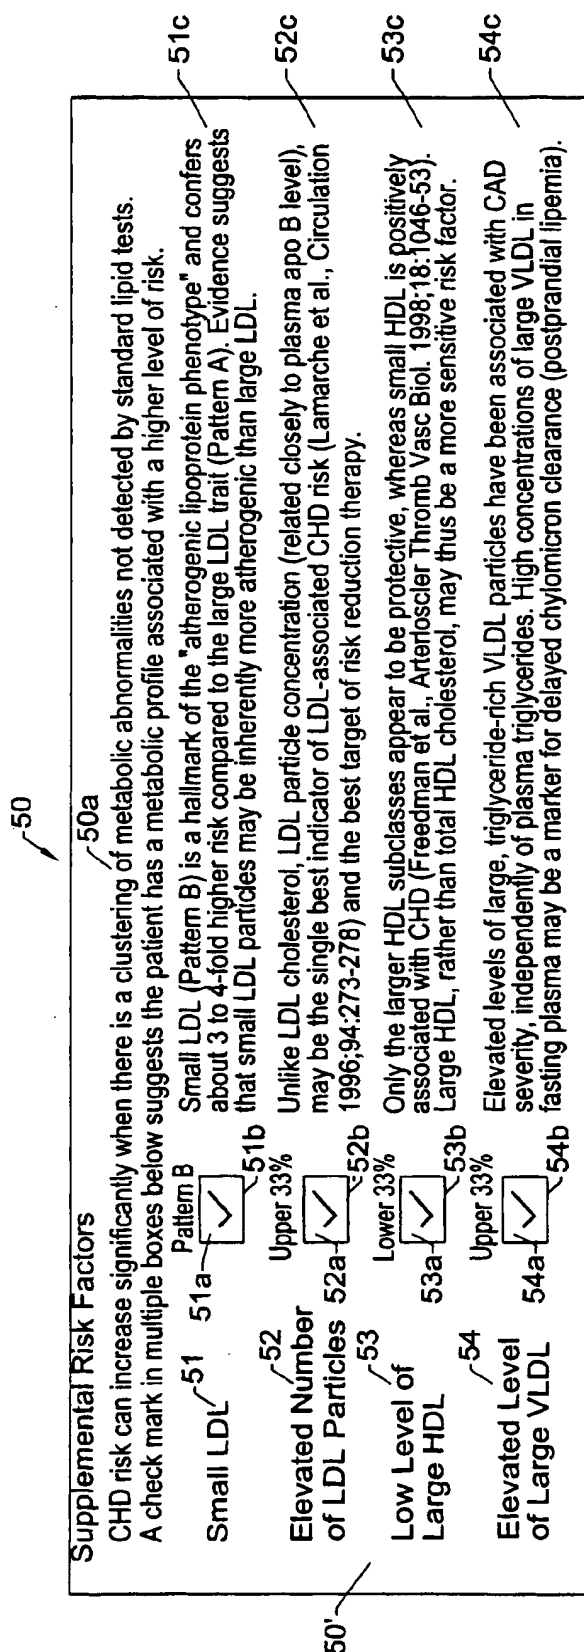 50
50a
Supplemental Risk Factors
CHD risk can increase significantly when there is a clustering of metabolic abnormalities not detected by standard lipid tests.
A check mark in multiple boxes below suggests the patient has a metabolic profile associated with a higher level of risk.
Small LDL 51
Pattern B
51a
51b
Small LDL (Pattern B) is a hallmark of the "atherogenic lipoprotein phenotype" and confers
about 3 to 4-fold higher risk compared to the large LDL trait (Pattern A). Evidence suggests
that small LDL particles may be inherently more atherogenic than large LDL.
51c
Elevated Number
of LDL Particles
52
Upper 33%
52a
52b
Unlike LDL cholesterol, LDL particle concentration (related closely to plasma apo B level),
may be the single best indicator of LDL-associated CHD risk (Lamarche et al., Circulation
1996;94:273-278) and the best target of risk reduction therapy.
52c
Low Level of
Large HDL
53
Lower 33%
53a
53b
Only the larger HDL subclasses appear to be protective, whereas small HDL is positively
associated with CHD (Freedman et al., Arterioscler Thromb Vasc Biol. 1998;18:1046-53).
Large HDL, rather than total HDL cholesterol, may thus be a more sensitive risk factor.
53c
Elevated Level
of Large VLDL
54
Upper 33%
54a
54b
Elevated levels of large, triglyceride-rich VLDL particles have been associated with CAD
severity, independently of plasma triglycerides. High concentrations of large VLDL in
fasting plasma may be a marker for delayed chylomicron clearance (postprandial lipemia).
54c
50'